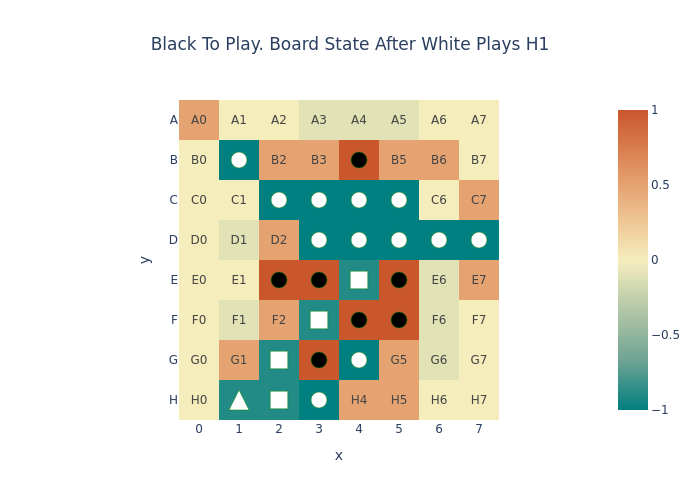 Black To Play. Board State After White Plays H1
A A0 A1 A2 A3 A4 A5 A6 A7
B B0 B2 B3 B5 B6 B7
C C0 C1 C6 C7
D D0 D1 D2
E E0 E1 E6 E7
F F0 F1 F2 F6 F7
G G0 G1 G5 G6 G7
H H0 H4 H5 H6 H7
0 1 2 3 4 5 6 7
x
y
1
0.5
0
−0.5
−1